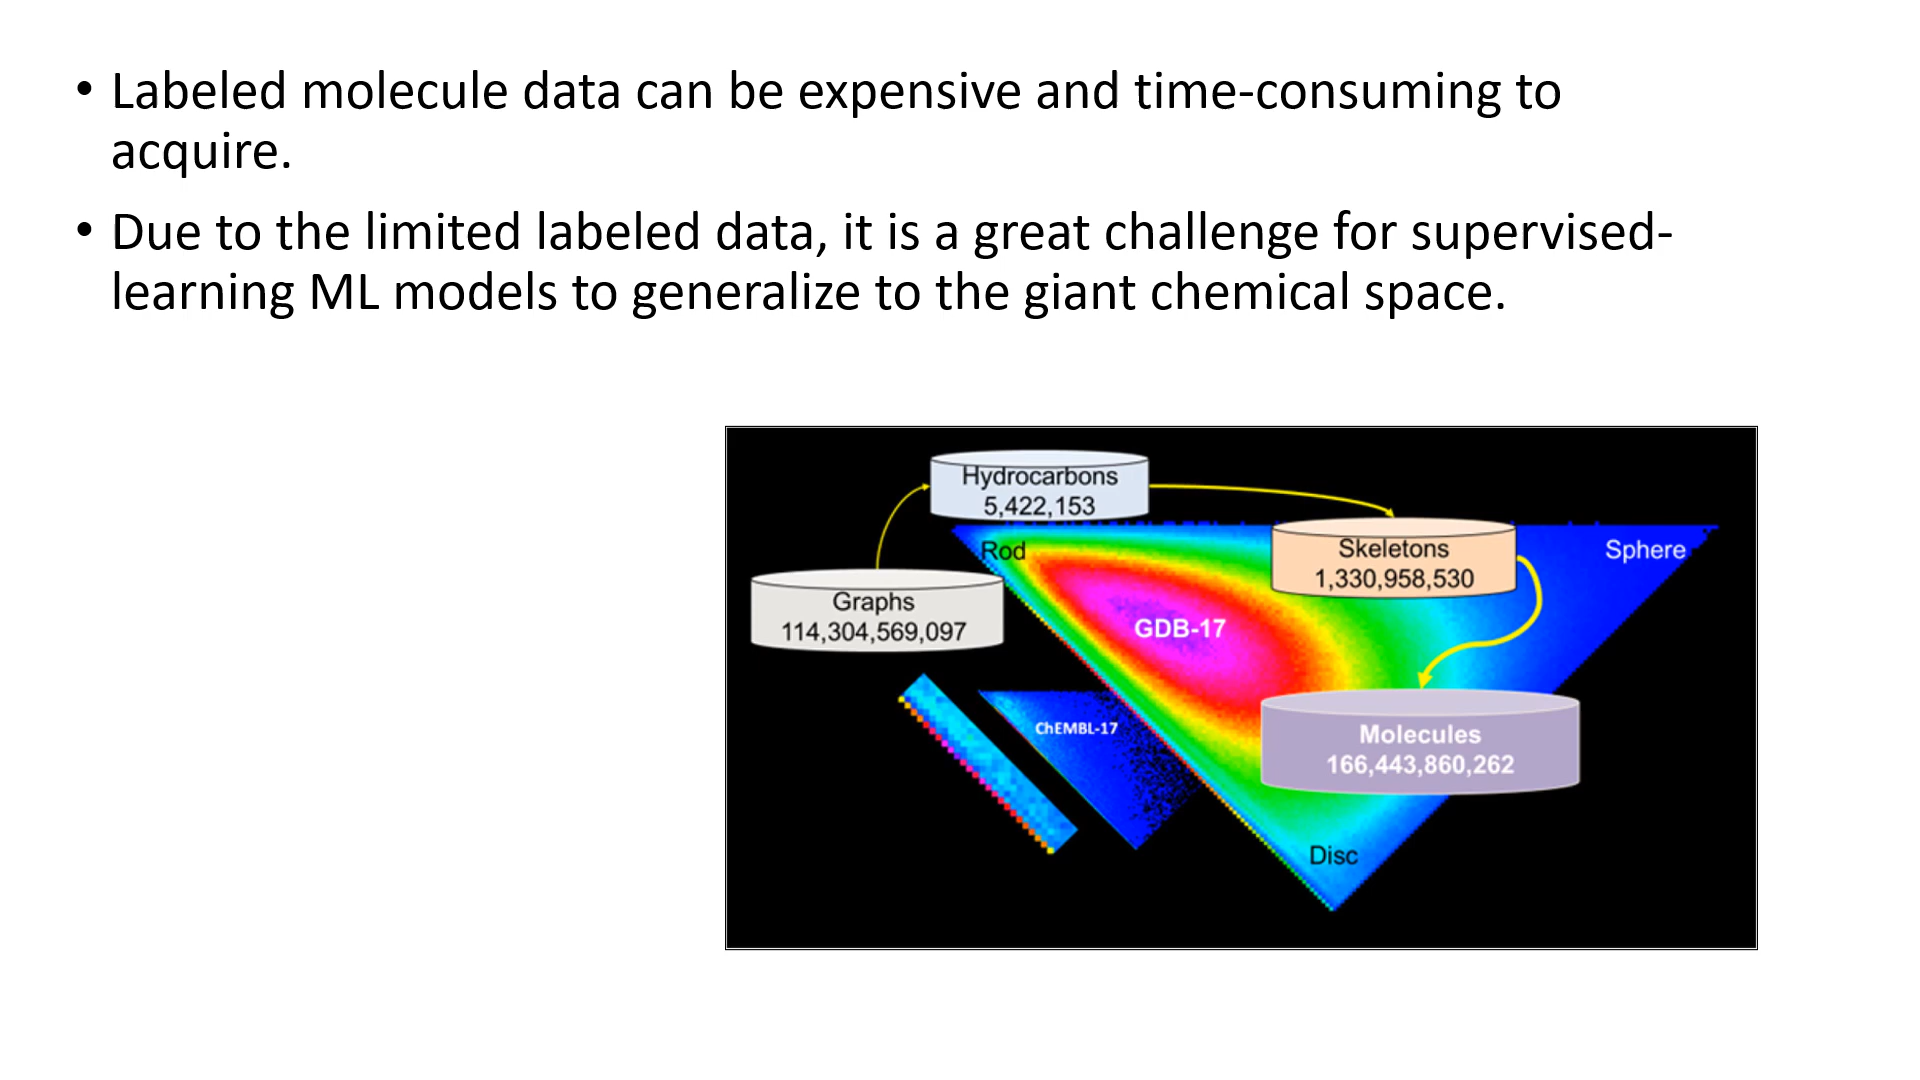 • Labeled molecule data can be expensive and time-consuming to
acquire.
• Due to the limited labeled data, it is a great challenge for supervised-
learning ML models to generalize to the giant chemical space.
Hydrocarbons
5,422,153
Rod
Skeletons
1,330,958,530
Sphere
Graphs
114,304,569,097
GDB-17
ChEMBL-17
Molecules
166,443,860,262
Disc